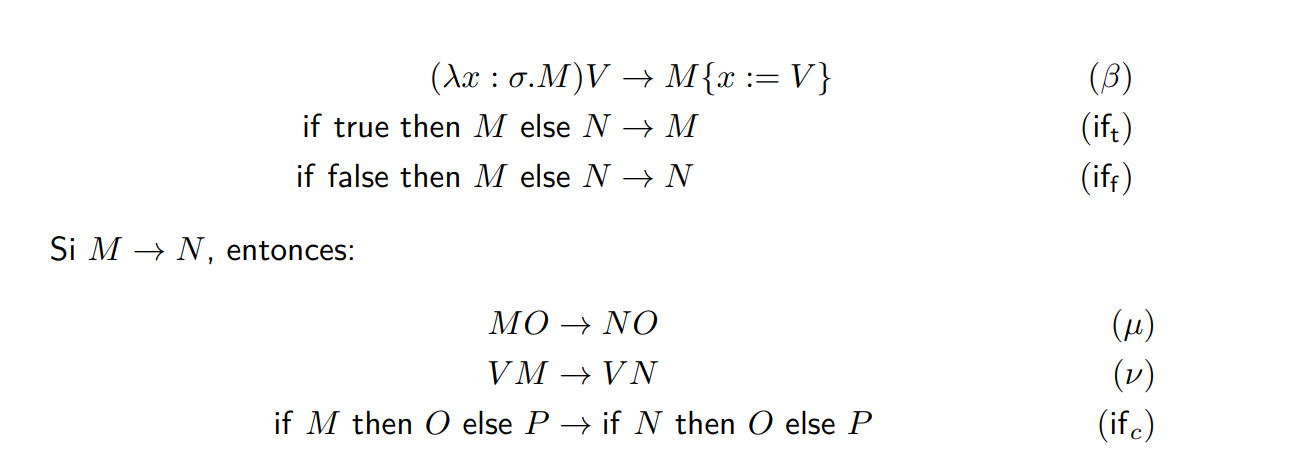 (λx : σ.M)V → M{x := V} (β)
if true then M else N → M (if_t)
if false then M else N → N (if_f)
Si M → N, entonces:
MO → NO (μ)
VM → VN (ν)
if M then O else P → if N then O else P (if_c)